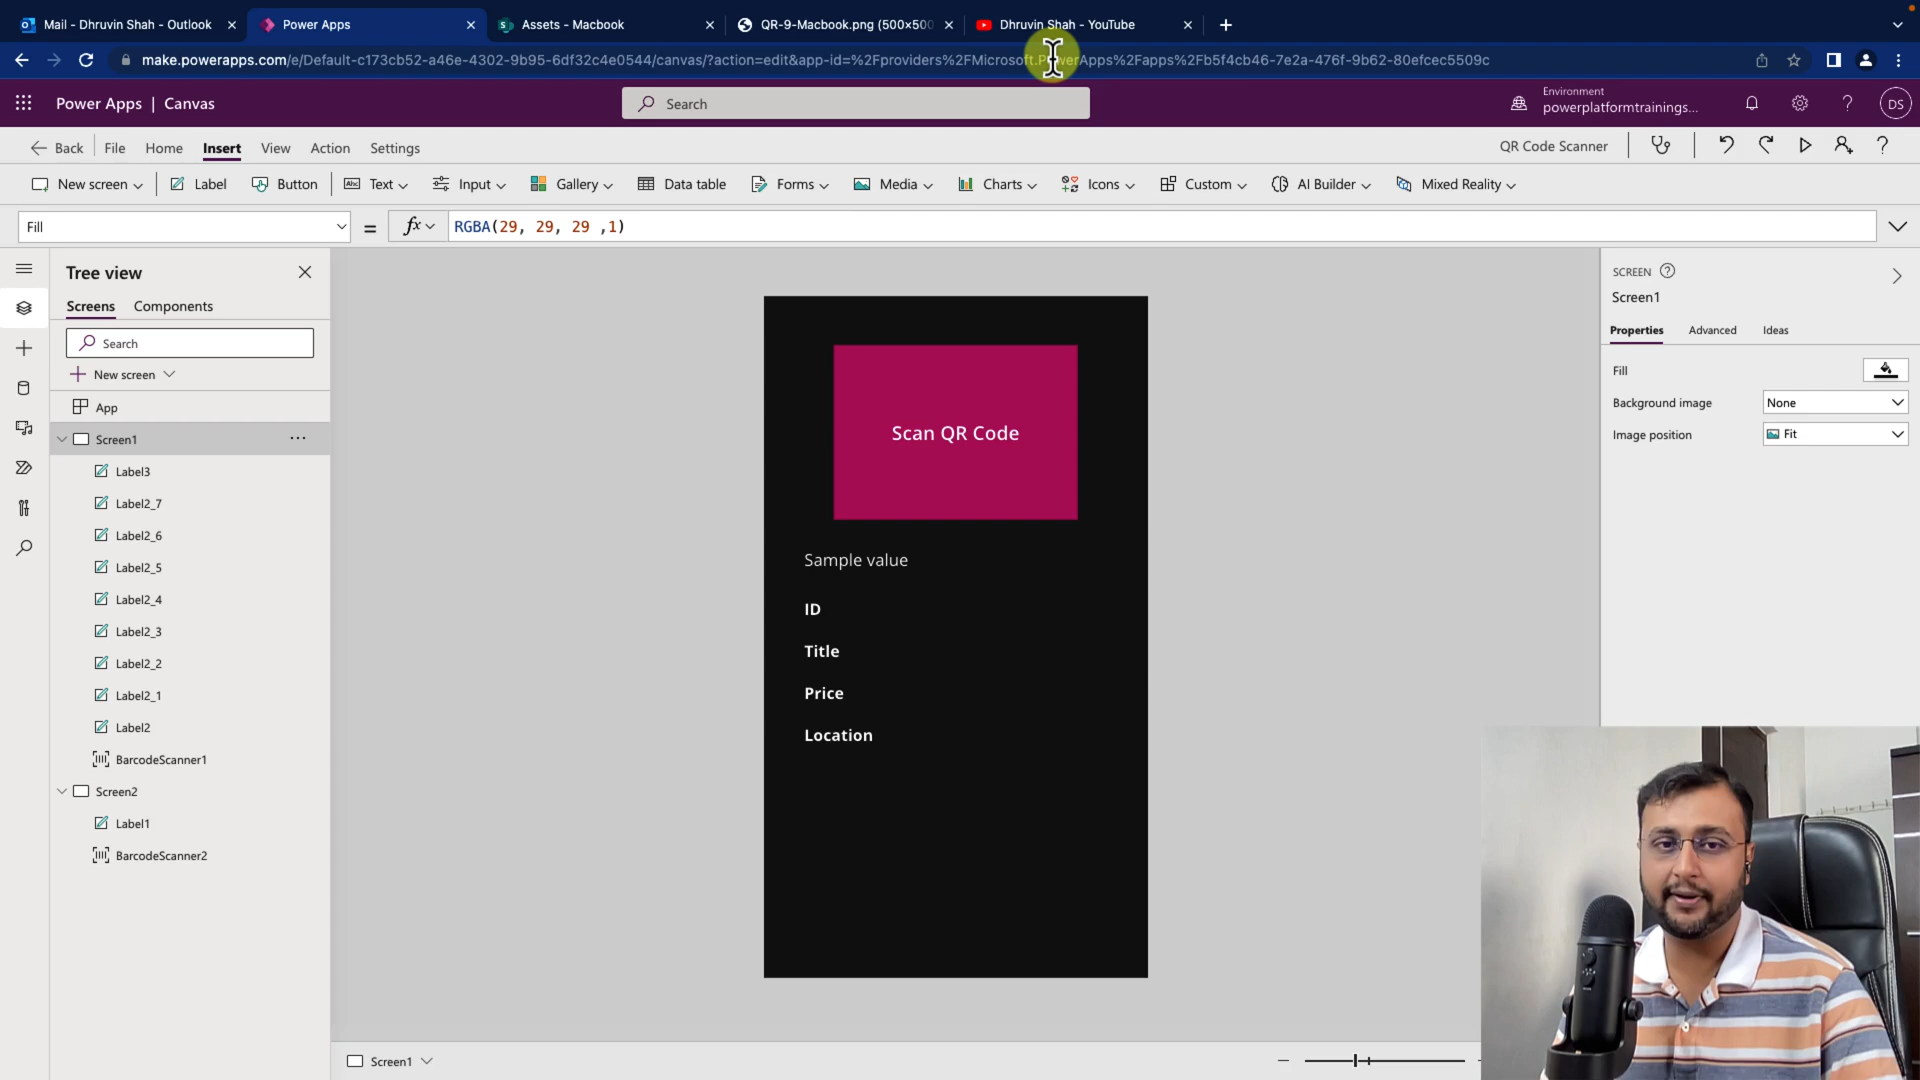 Mail - Dhruvin Shah - Outlook
Power Apps
Assets - Macbook
QR-9-Macbook.png (500×500
Dhruvin Shah - YouTube
make.powerapps.com/e/Default-c173cb52-a46e-4302-9b95-6df32c4e0544/canvas/?action=edit&app-id=%2Fproviders%2FMicrosoft.PowerApps%2Fapps%2Fb5f4cb46-7e2a-476f-9b62-80efcec5509c
Power Apps | Canvas
Search
Environment
powerplatformtrainings...
DS
Back
File
Home
Insert
View
Action
Settings
QR Code Scanner
New screen
Label
Button
Text
Input
Gallery
Data table
Forms
Media
Charts
Icons
Custom
AI Builder
Mixed Reality
Fill
=
fx
RGBA(29, 29, 29 ,1)
Tree view
Screens
Components
Search
New screen
App
Screen1
Label3
Label2_7
Label2_6
Label2_5
Label2_4
Label2_3
Label2_2
Label2_1
Label2
BarcodeScanner1
Screen2
Label1
BarcodeScanner2
Scan QR Code
Sample value
ID
Title
Price
Location
SCREEN
Screen1
Properties
Advanced
Ideas
Fill
Background image
None
Image position
Fit
Screen1